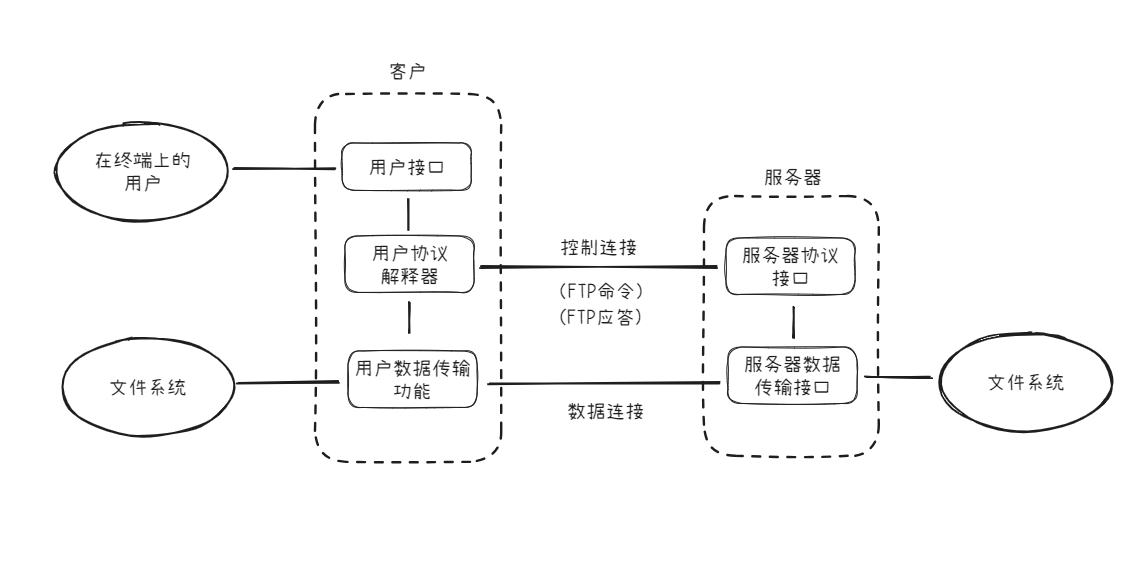 客户
在终端上的
用户
用户接口
服务器
用户协议
解释器
控制连接
(FTP命令)
(FTP应答)
服务器协议
接口
文件系统
用户数据传输
功能
数据连接
服务器数据
传输接口
文件系统